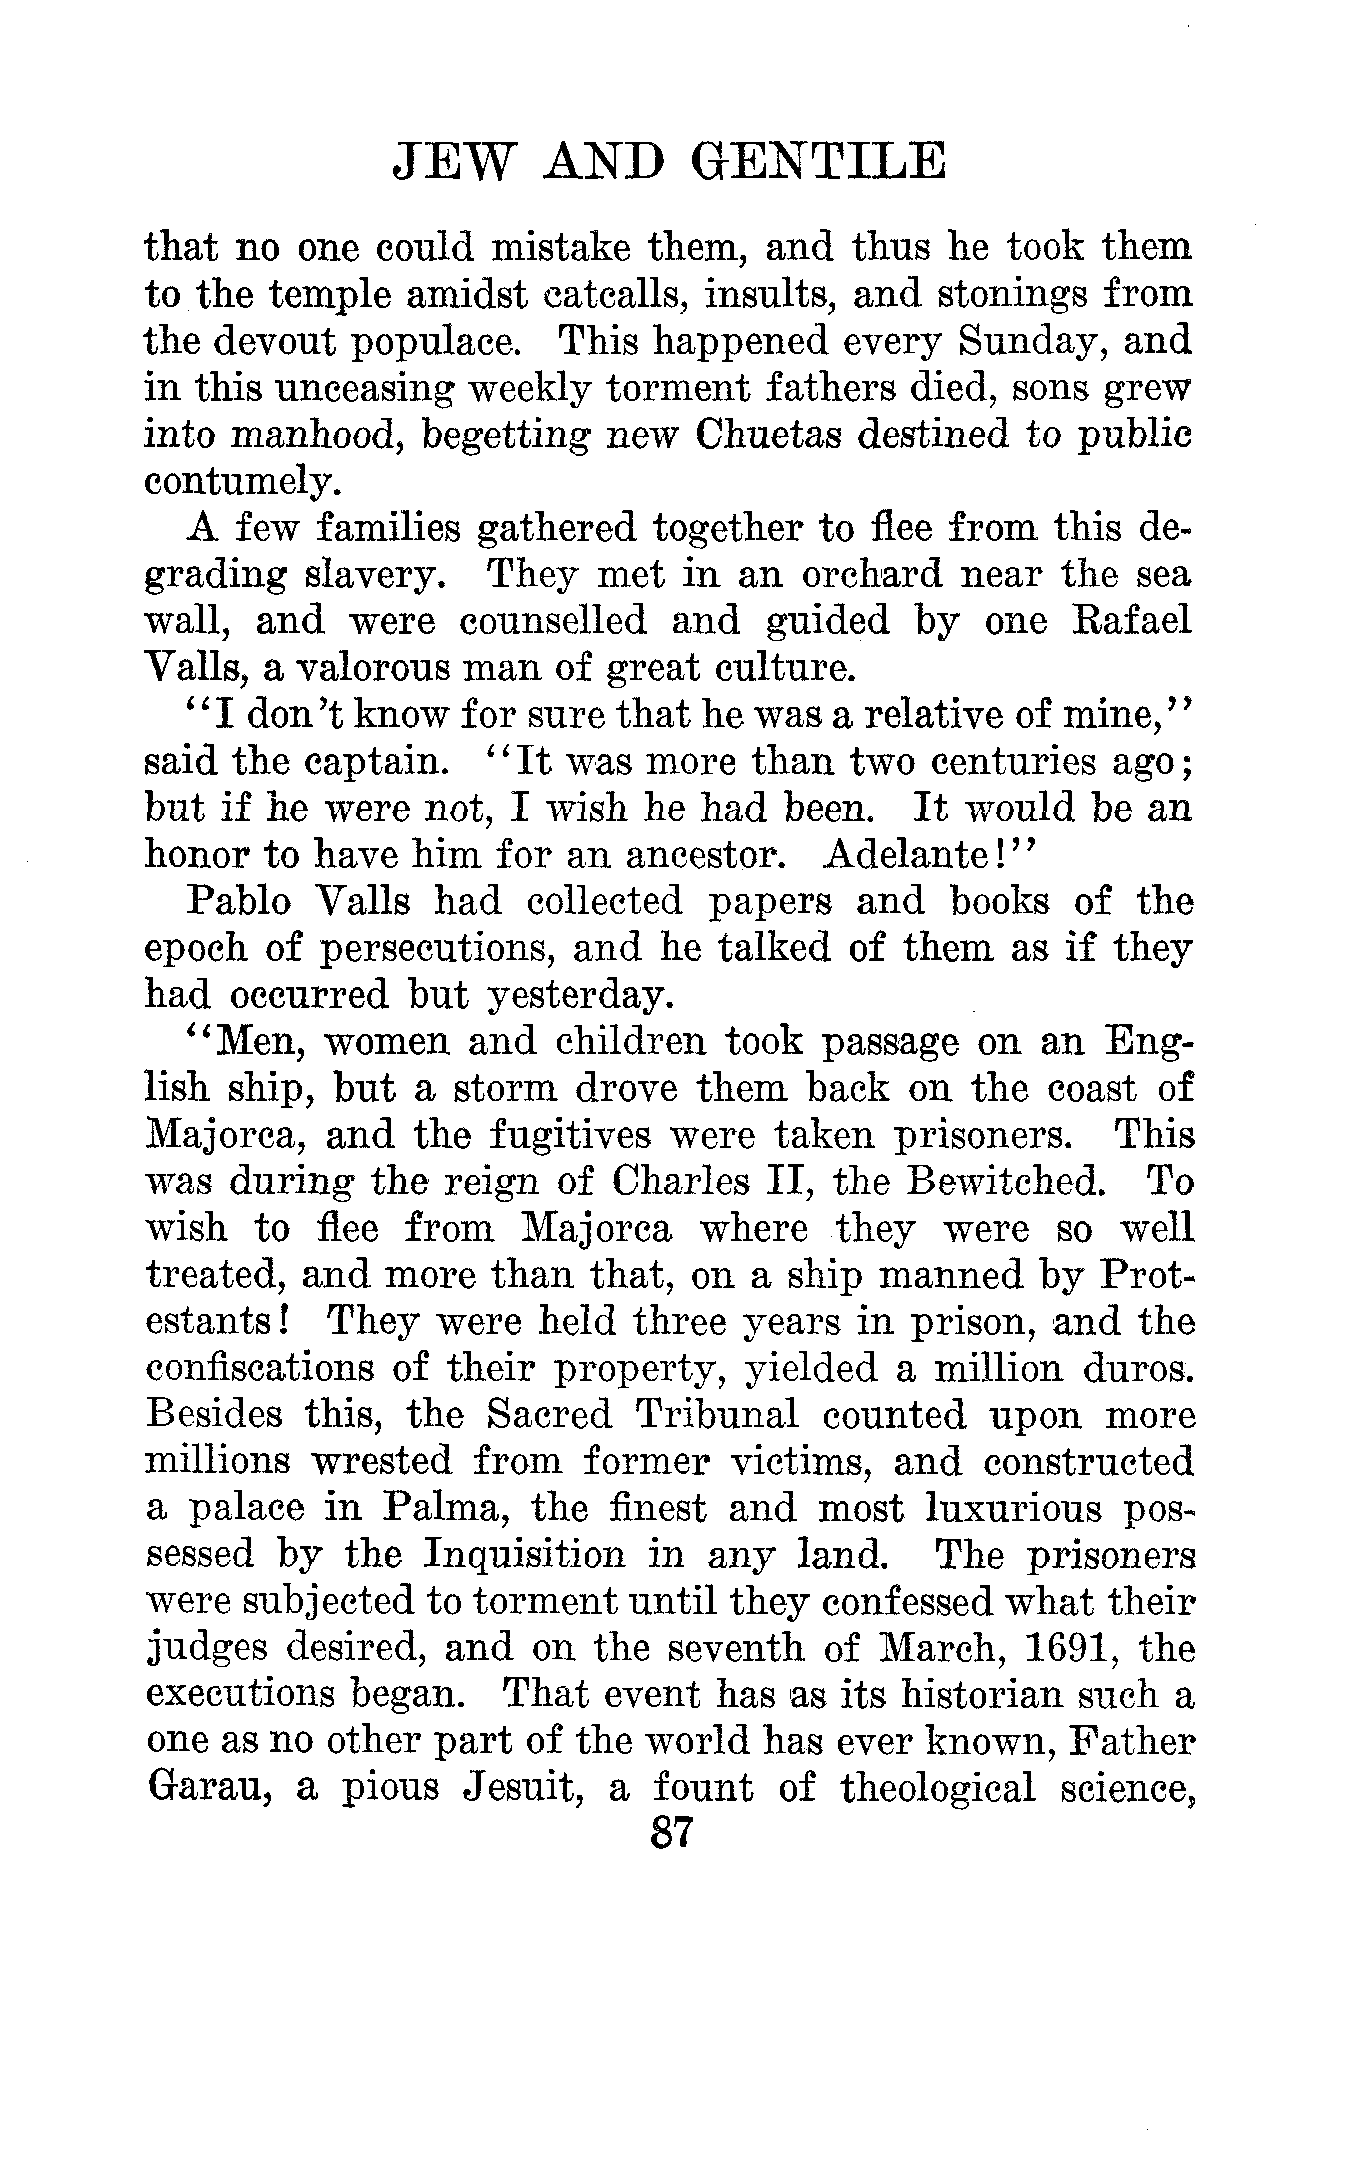 JEW AND GENTILE
that no one could mistake them, and thus he took them
to the temple amidst catcalls, insults, and stonings from
the devout populace. This happened every Sunday, and
in this unceasing weekly torment fathers died, sons grew
into manhood, begetting new Chuetas destined to public
contumely.
A few families gathered together to flee from this de-
grading slavery. They met in an orchard near the sea
wall, and were counselled and guided by one Rafael
Valls, a valorous man of great culture.
"I don't know for sure that he was a relative of mine,"
said the captain. "It was more than two centuries ago;
but if he were not, I wish he had been. It would be an
honor to have him for an ancestor. Adelante!"
Pablo Valls had collected papers and books of the
epoch of persecutions, and he talked of them as if they
had occurred but yesterday.
"Men, women and children took passage on an Eng-
lish ship, but a storm drove them back on the coast of
Majorca, and the fugitives were taken prisoners. This
was during the reign of Charles II, the Bewitched. To
wish to flee from Majorca where they were so well
treated, and more than that, on a ship manned by Prot-
estants! They were held three years in prison, and the
confiscations of their property, yielded a million duros.
Besides this, the Sacred Tribunal counted upon more
millions wrested from former victims, and constructed
a palace in Palma, the finest and most luxurious pos-
sessed by the Inquisition in any land. The prisoners
were subjected to torment until they confessed what their
judges desired, and on the seventh of March, 1691, the
executions began. That event has as its historian such a
one as no other part of the world has ever known, Father
Garau, a pious Jesuit, a fount of theological science,
87